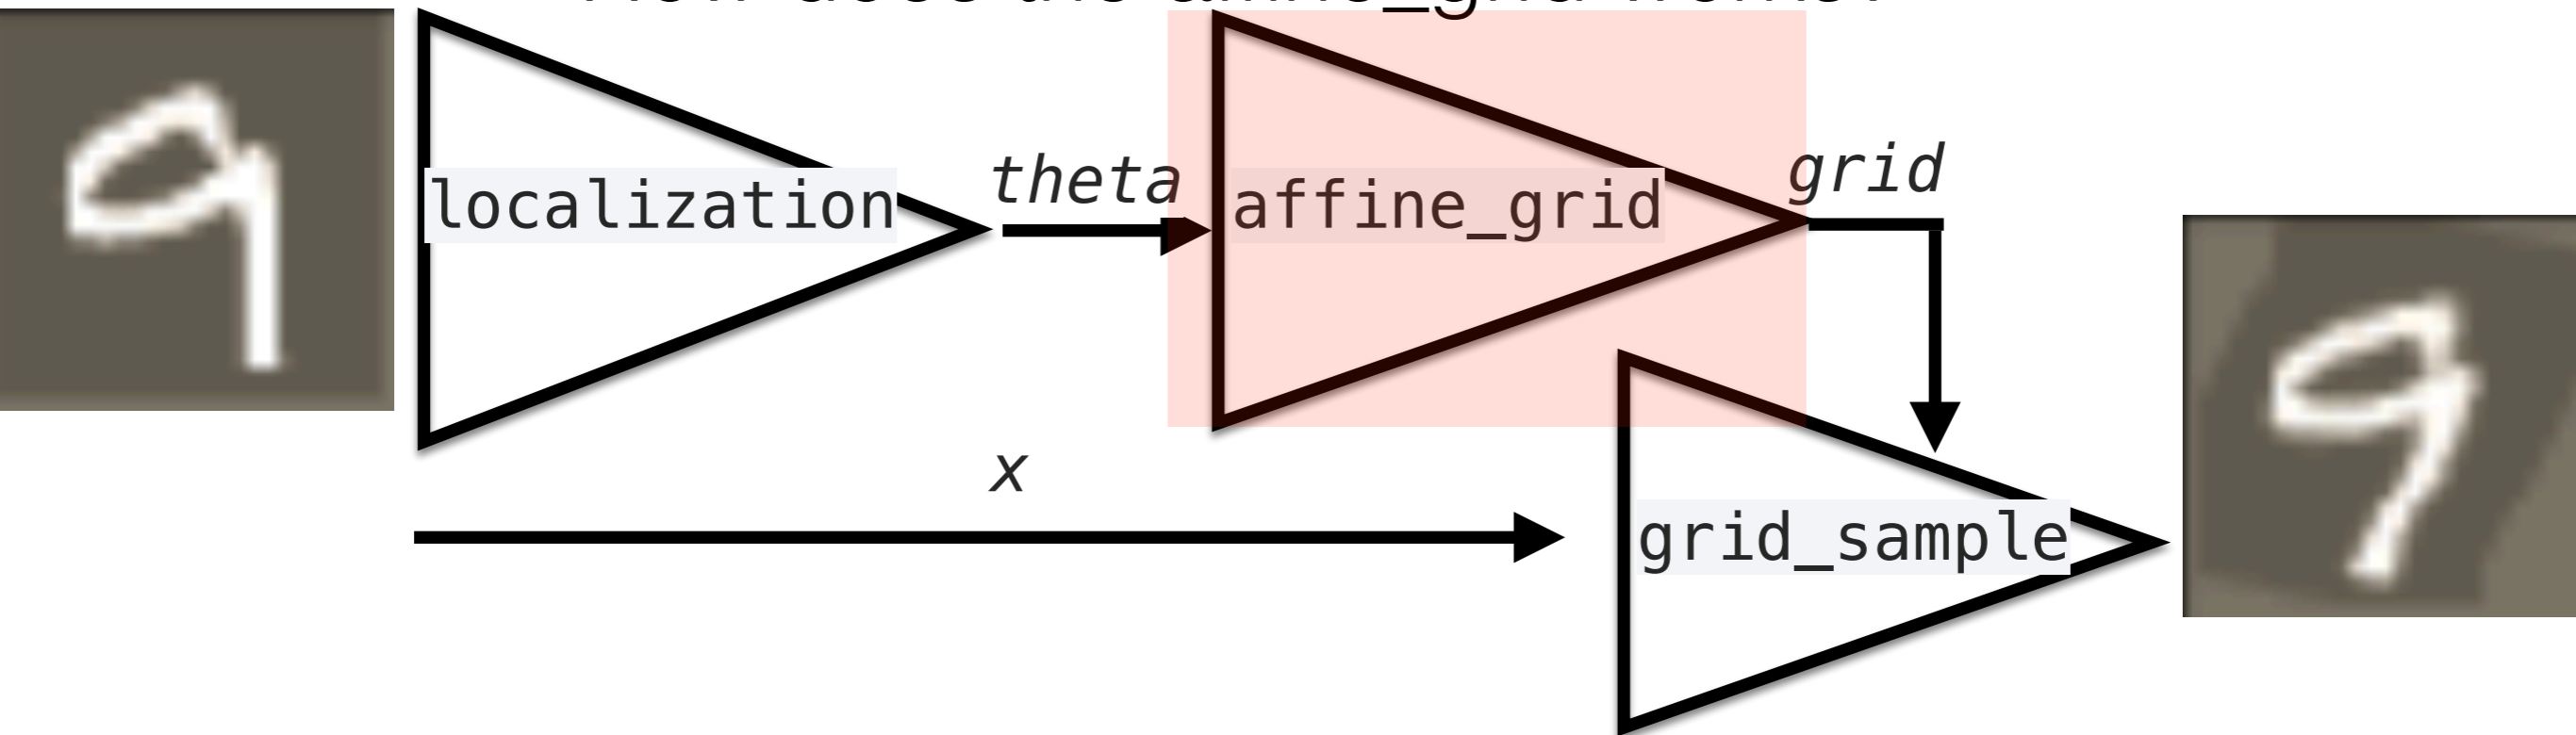 theta
grid
localization
affine_grid
x
grid_sample